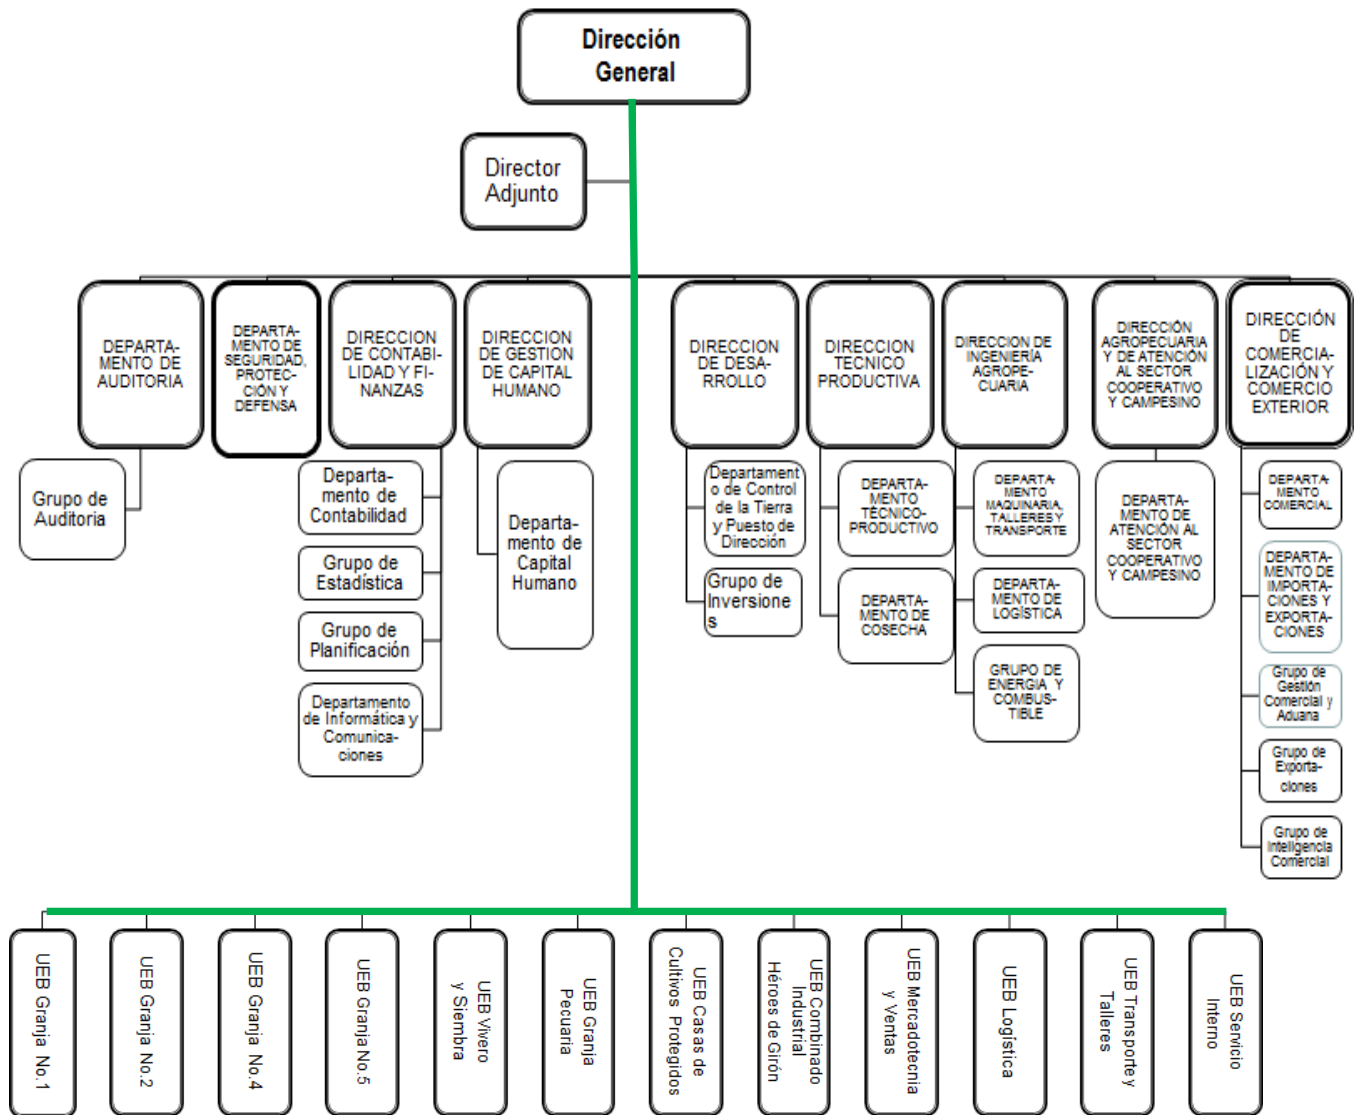 Dirección
General
Director
Adjunto
DEPARTA-
MENTO DE
AUDITORIA
DEPARTA-
MENTO DE
SEGURIDAD,
PROTEC-
CIÓN Y
DEFENSA
DIRECCION
DE CONTABI-
LIDAD Y FI-
NANZAS
DIRECCION
DE GESTION
DE CAPITAL
HUMANO
DIRECCION
DE DESA-
RROLLO
DIRECCION
TECNICO
PRODUCTIVA
DIRECCION DE
INGENIERÍA
AGROPE-
CUARIA
DIRECCIÓN
AGROPECUARIA
Y DE ATENCIÓN
AL SECTOR
COOPERATIVO
Y CAMPESINO
DIRECCIÓN
DE
COMERCIA-
LIZACIÓN Y
COMERCIO
EXTERIOR
Grupo de
Auditoria
Departa-
mento de
Contabilidad
Grupo de
Estadística
Grupo de
Planificación
Departamento
de Informática y
Comunica-
ciones
Departa-
mento de
Capital
Humano
Departament
o de Control
de la Tierra
y Puesto de
Dirección
Grupo de
Inversione
s
DEPARTA-
MENTO
TÉCNICO-
PRODUCTIVO
DEPARTA-
MENTO DE
COSECHA
DEPARTA-
MENTO
MAQUINARIA,
TALLERES Y
TRANSPORTE
DEPARTA-
MENTO DE
LOGÍSTICA
GRUPO DE
ENERGIA Y
COMBUS-
TIBLE
DEPARTA-
MENTO DE
ATENCIÓN AL
SECTOR
COOPERATIVO
Y CAMPESINO
DEPARTA-
MENTO
COMERCIAL
DEPARTA-
MENTO DE
IMPORTA-
CIONES Y
EXPORTA-
CIONES
Grupo de
Gestión
Comercial y
Aduana
Grupo de
Exporta-
ciones
Grupo de
Inteligencia
Comercial
UEB Granja No.1
UEB Granja No.2
UEB Granja No.4
UEB Granja No.5
UEB Vivero
y Siembra
UEB Granja
Pecuaria
UEB Casas de
Cultivos Protegidos
UEB Combinado
Industrial
Héroes de Girón
UEB Mercadotecnia
y Ventas
UEB Logística
UEB Transporte y
Talleres
UEB Servicio
Interno